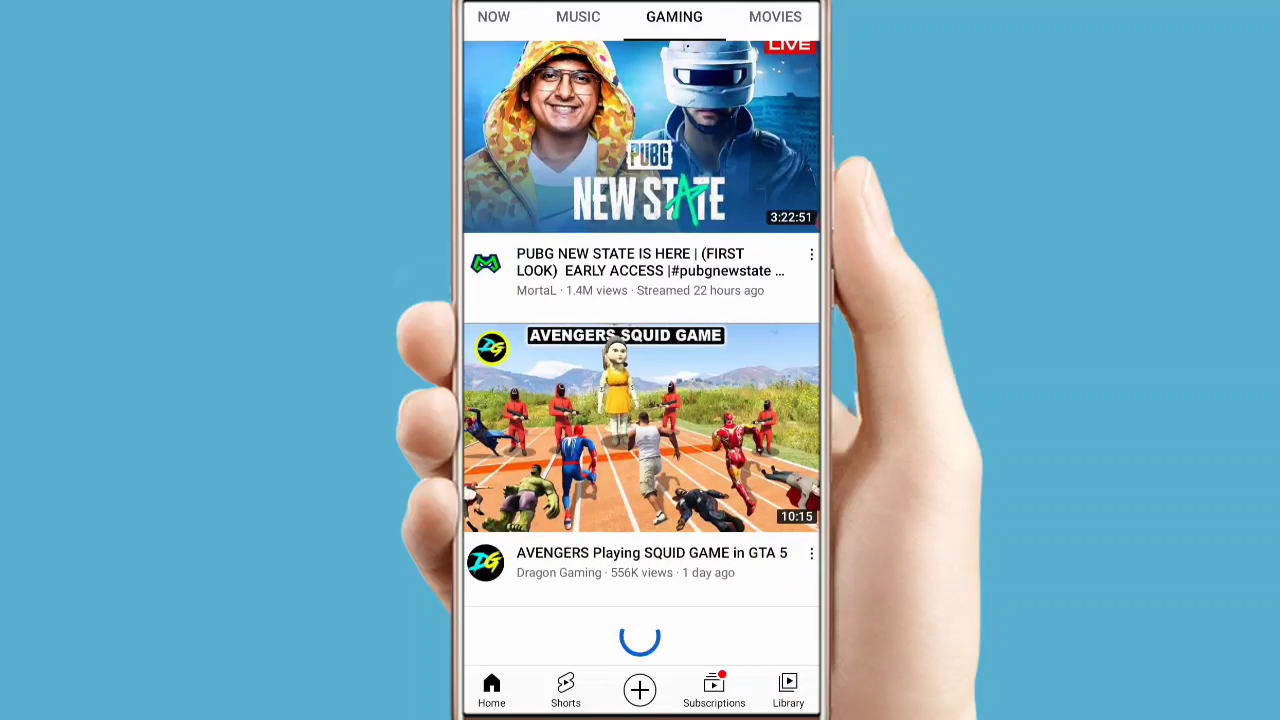 NOW MUSIC GAMING MOVIES
LIVE
PUBG
NEW STATE
3:22:51
PUBG NEW STATE IS HERE | (FIRST
LOOK) EARLY ACCESS |#pubgnewstate ...
MortaL · 1.4M views · Streamed 22 hours ago
AVENGERS SQUID GAME
DG
10:15
DG
AVENGERS Playing SQUID GAME in GTA 5
Dragon Gaming · 556K views · 1 day ago
Home Shorts Subscriptions Library